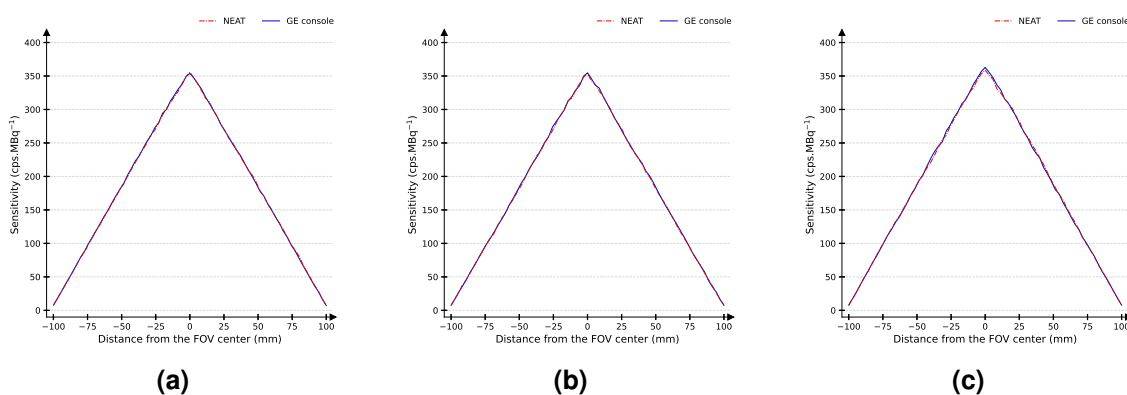 NEAT GE console
400
350
300
250
200
150
100
50
0
Sensitivity (cps.MBq⁻¹)
−100 −75 −50 −25 0 25 50 75 100
Distance from the FOV center (mm)
(a)
NEAT GE console
400
350
300
250
200
150
100
50
0
Sensitivity (cps.MBq⁻¹)
−100 −75 −50 −25 0 25 50 75 100
Distance from the FOV center (mm)
(b)
NEAT GE console
400
350
300
250
200
150
100
50
0
Sensitivity (cps.MBq⁻¹)
−100 −75 −50 −25 0 25 50 75 100
Distance from the FOV center (mm)
(c)